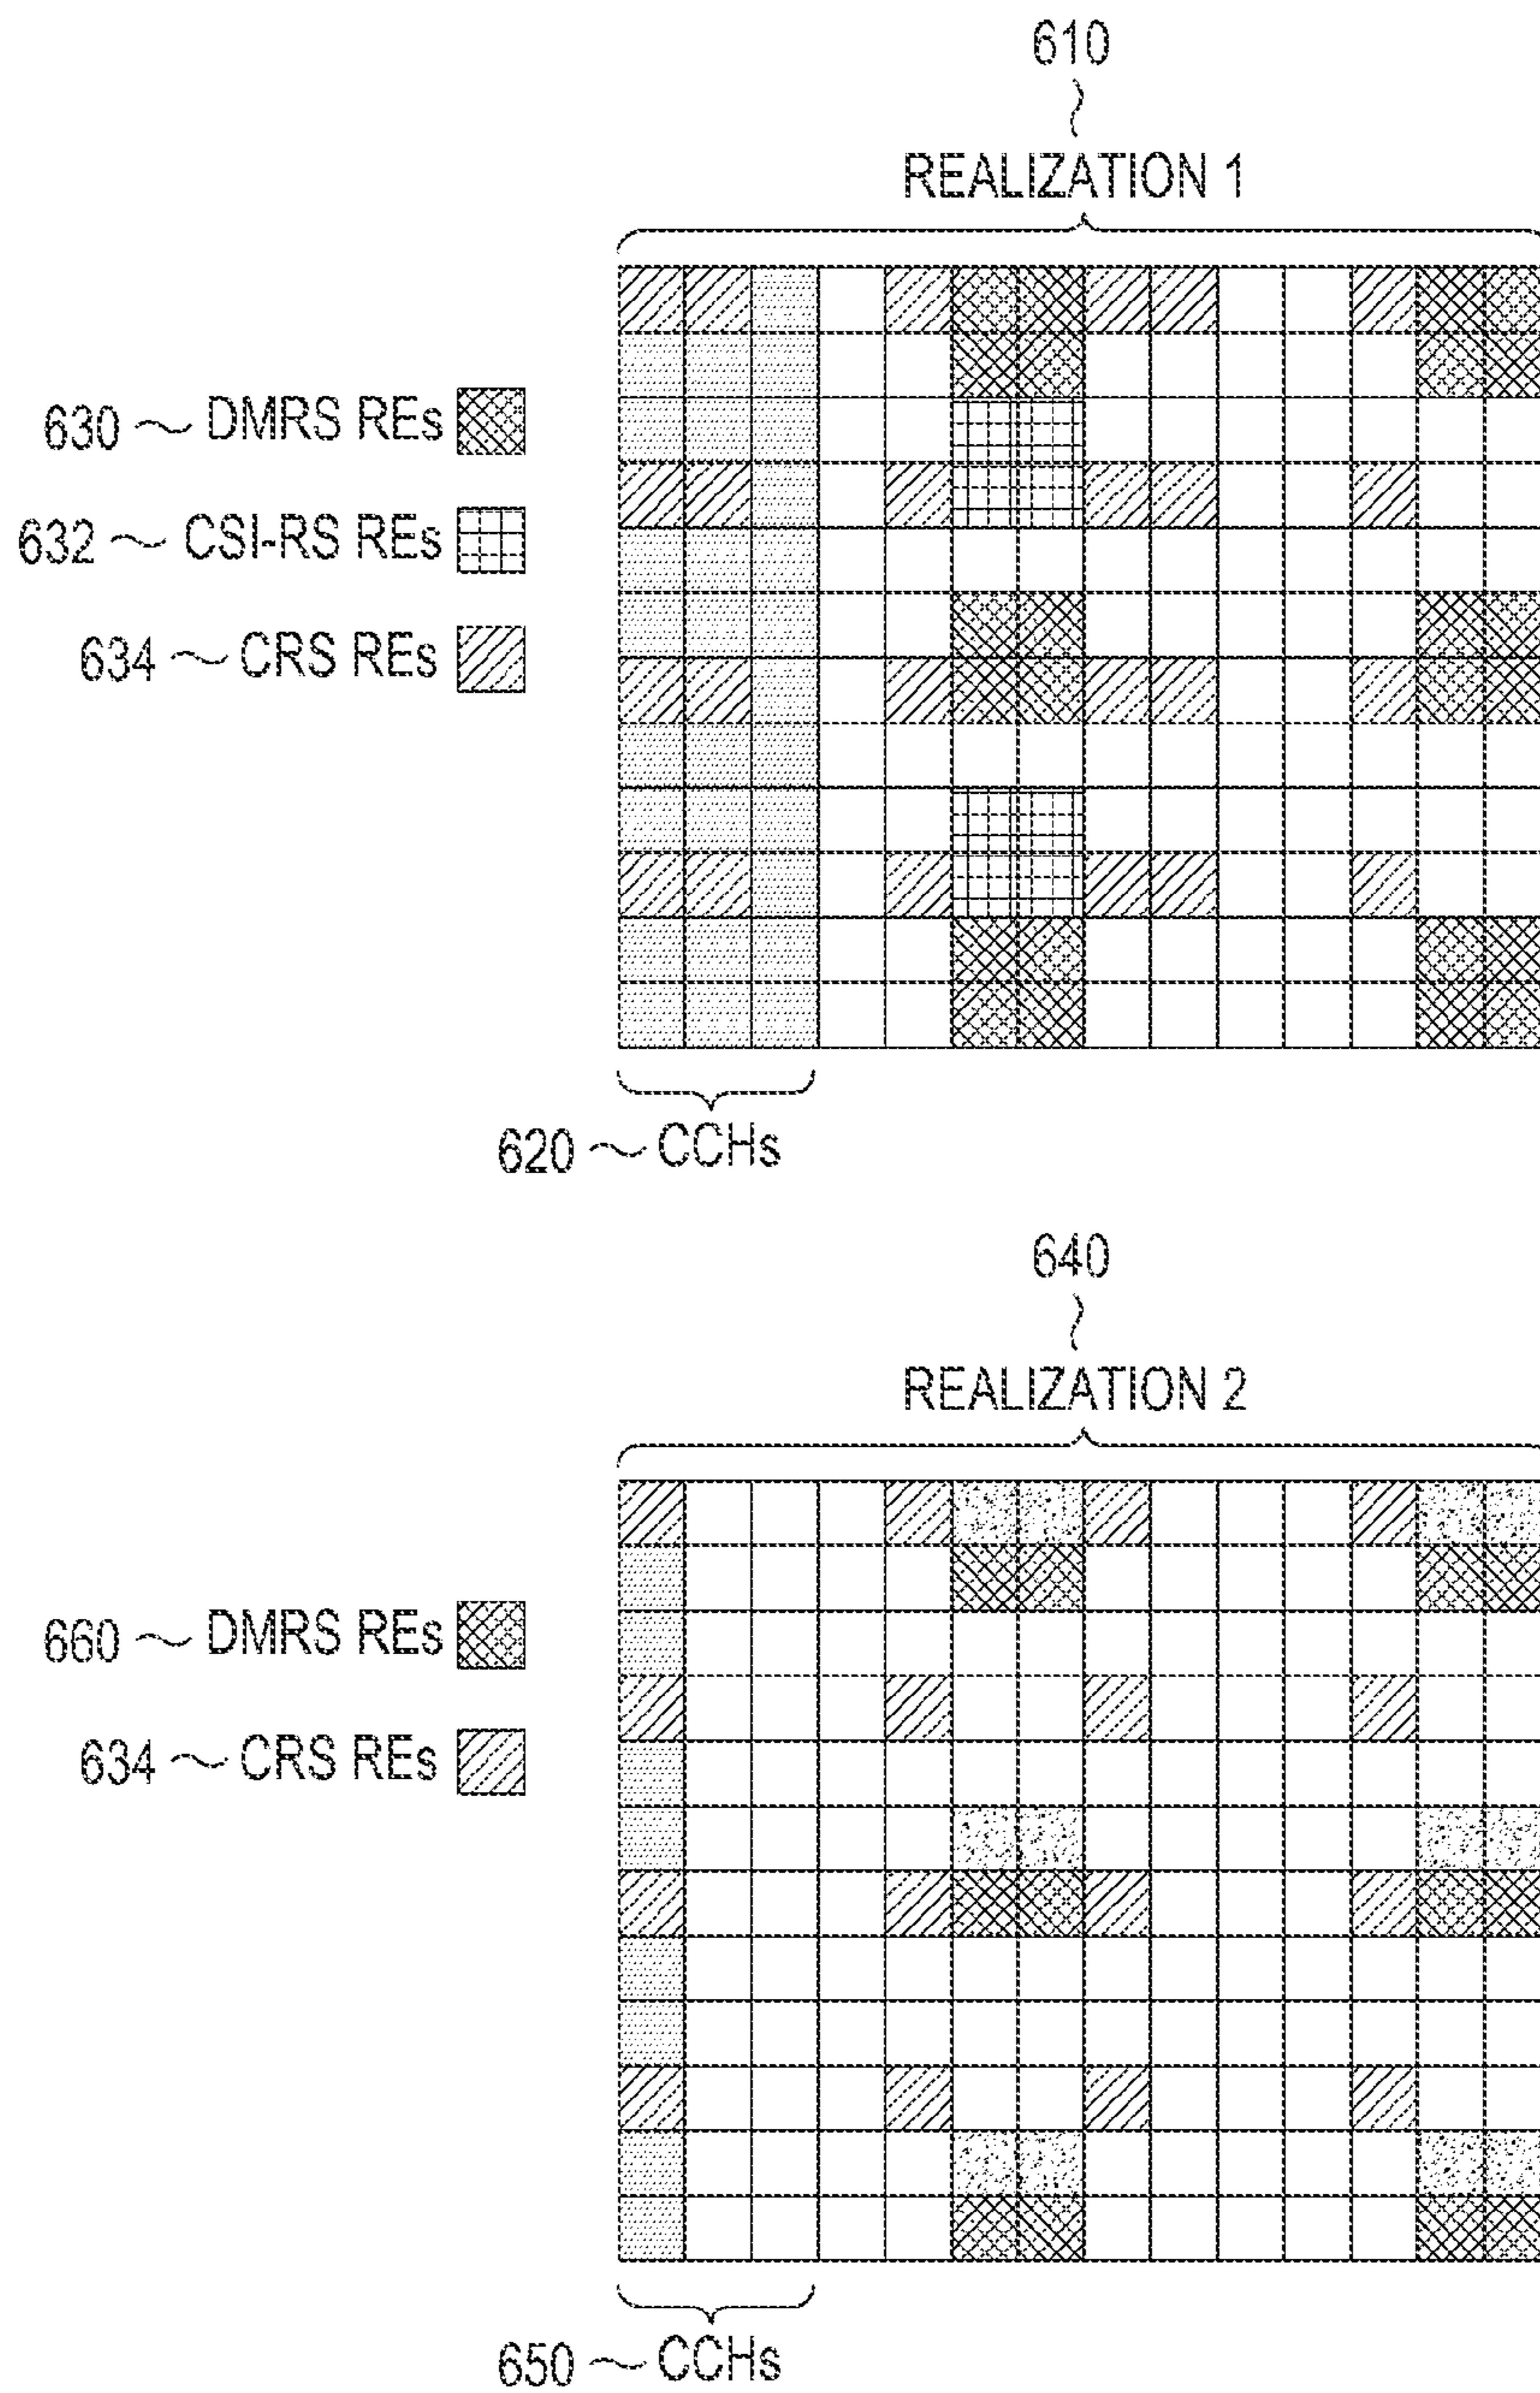 610
REALIZATION 1
630 ~ DMRS REs
632 ~ CSI-RS REs
634 ~ CRS REs
620 ~ CCHs
640
REALIZATION 2
660 ~ DMRS REs
634 ~ CRS REs
650 ~ CCHs